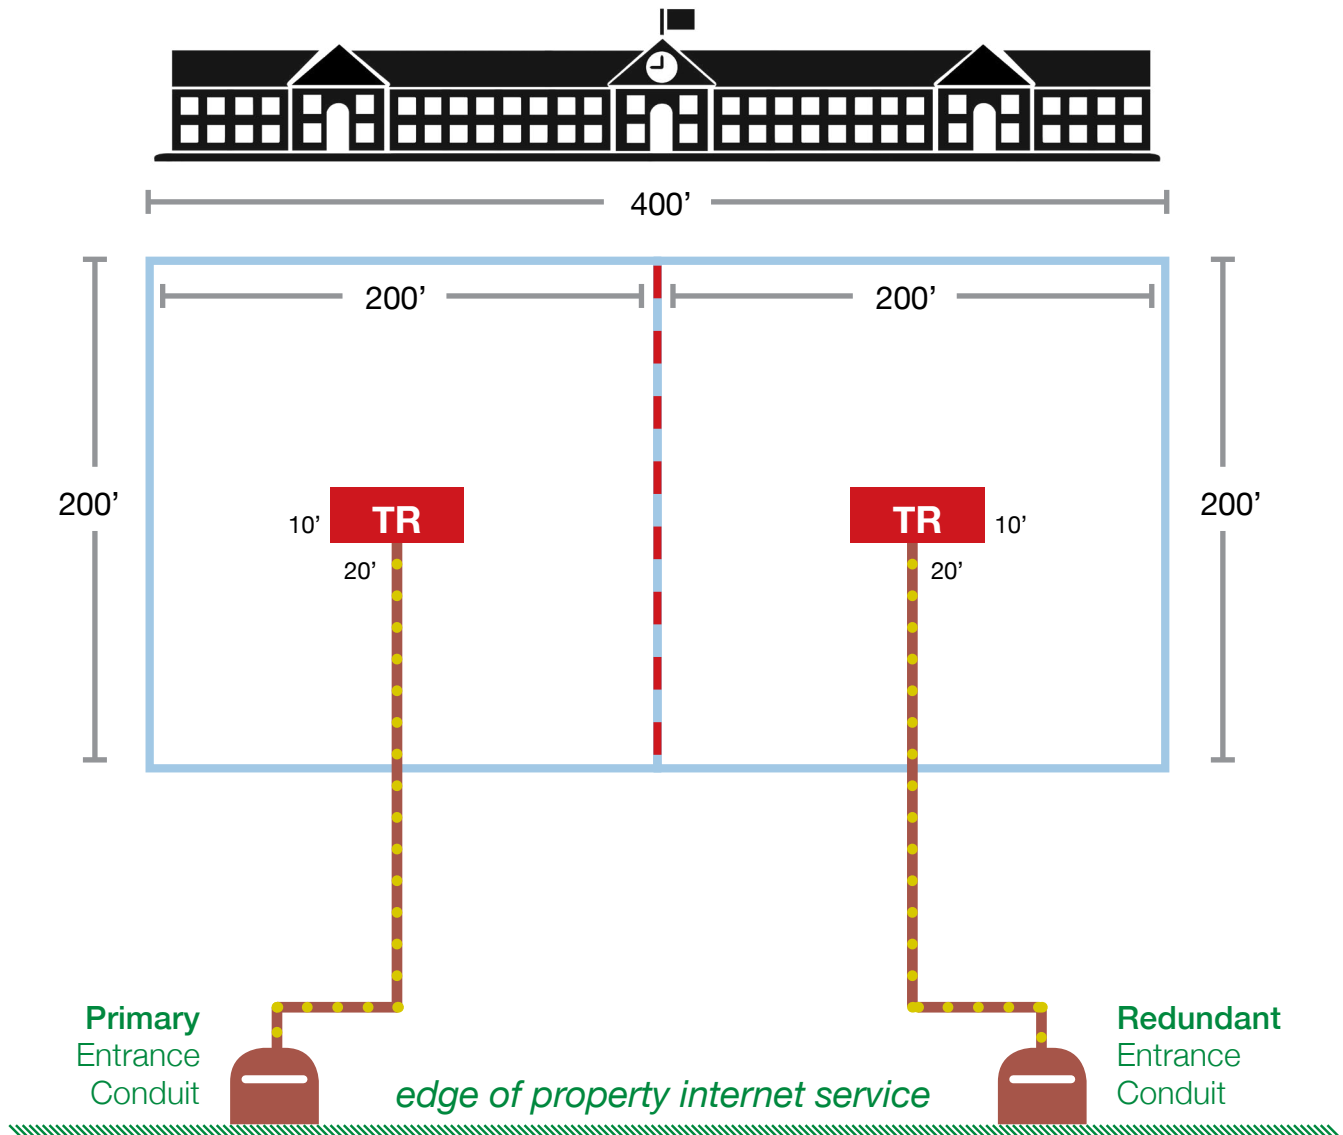 400’
200’
200’
200’
200’
TR
TR
10’
10’
20’
20’
Primary
Entrance
Conduit
edge of property internet service
Redundant
Entrance
Conduit